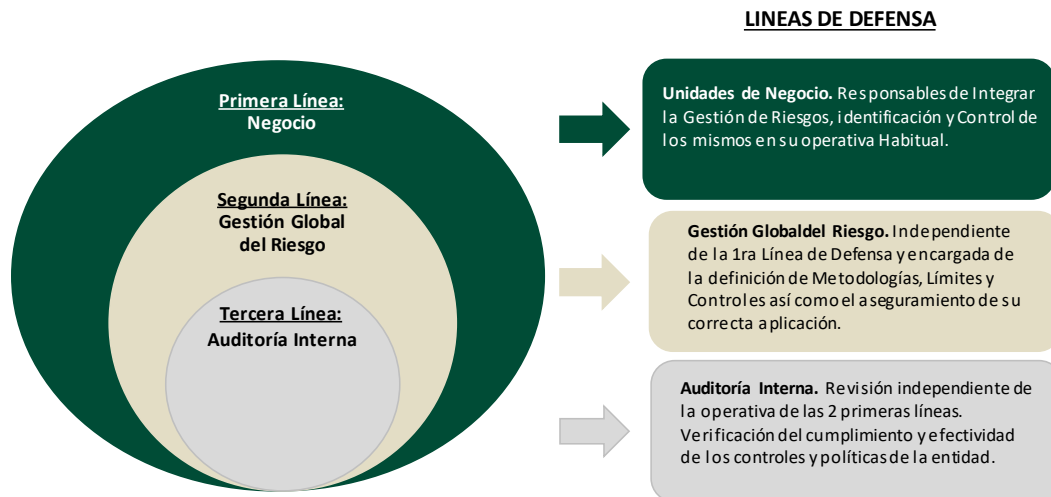 LINEAS DE DEFENSA
Primera Línea:
Negocio
Segunda Línea:
Gestión Global
del Riesgo
Tercera Línea:
Auditoría Interna
Unidades de Negocio. Responsables de Integrar
la Gestión de Riesgos, identificación y Control de
los mismos en su operativa Habitual.
Gestión Globaldel Riesgo. Independiente
de la 1ra Línea de Defensa y encargada de
la definición de Metodologías, Límites y
Controles así como el aseguramiento de su
correcta aplicación.
Auditoría Interna. Revisión independiente de
la operativa de las 2 primeras líneas.
Verificación del cumplimiento y efectividad
de los controles y políticas de la entidad.